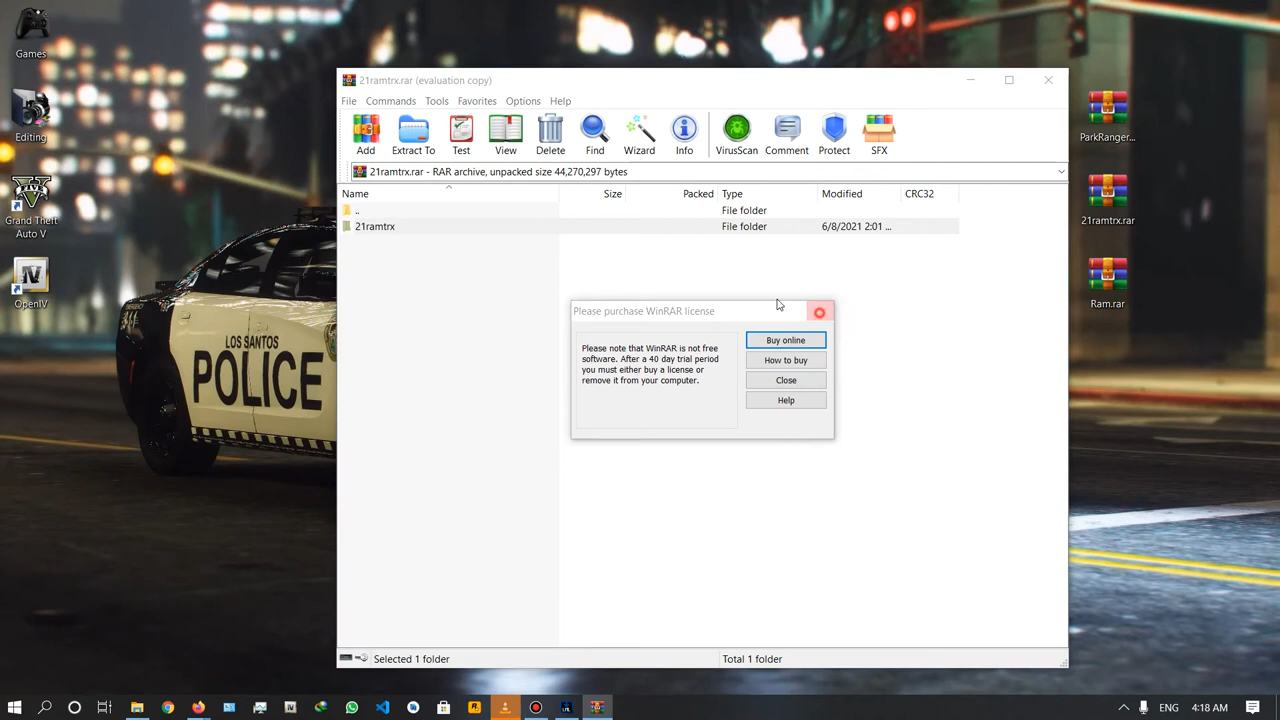 Games
Editing
Grand Theft
Auto V
OpenIV
LOS SANTOS
POLICE
21ramtrx.rar (evaluation copy)
File Commands Tools Favorites Options Help
Add Extract To Test View Delete Find Wizard Info VirusScan Comment Protect SFX
21ramtrx.rar - RAR archive, unpacked size 44,270,297 bytes
Name Size Packed Type Modified CRC32
.. File folder
21ramtrx File folder 6/8/2021 2:01 ...
Please purchase WinRAR license
Please note that WinRAR is not free
software. After a 40 day trial period
you must either buy a license or
remove it from your computer.
Buy online
How to buy
Close
Help
Selected 1 folder Total 1 folder
ParkRanger...
21ramtrx.rar
Ram.rar
ENG 4:18 AM